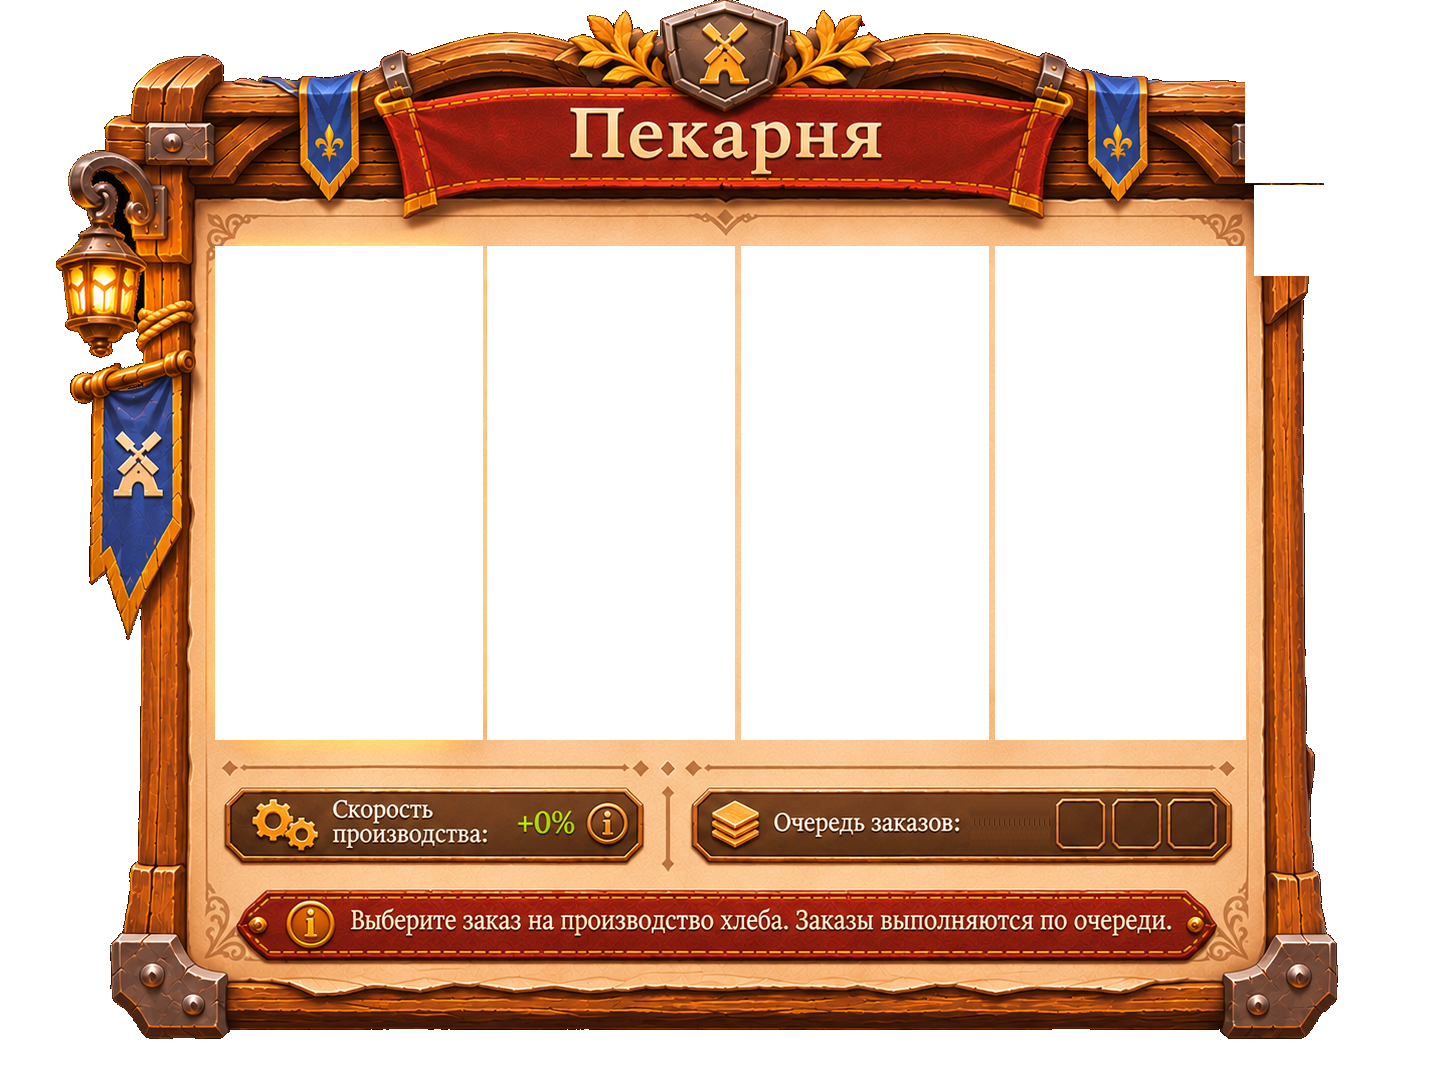 Пекарня
Скорость
производства:
+0%
Очередь заказов:
Выберите заказ на производство хлеба. Заказы выполняются по очереди.